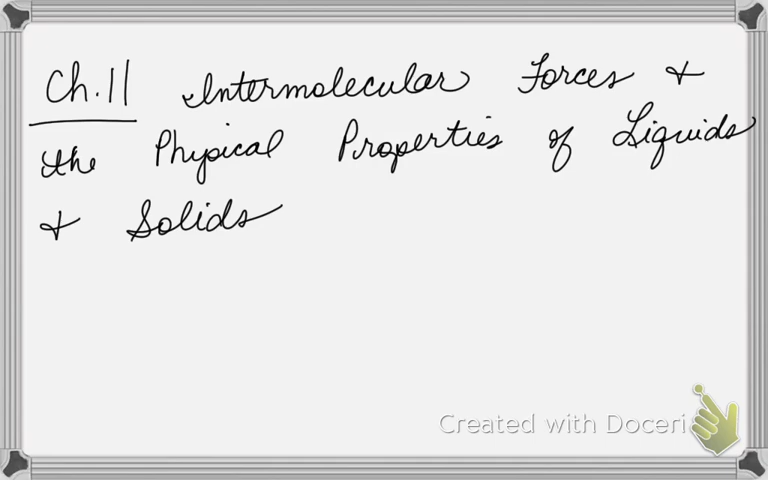 Ch. 11 Intermolecular Forces &
the Physical Properties of Liquids
& Solids
Created with Doceri